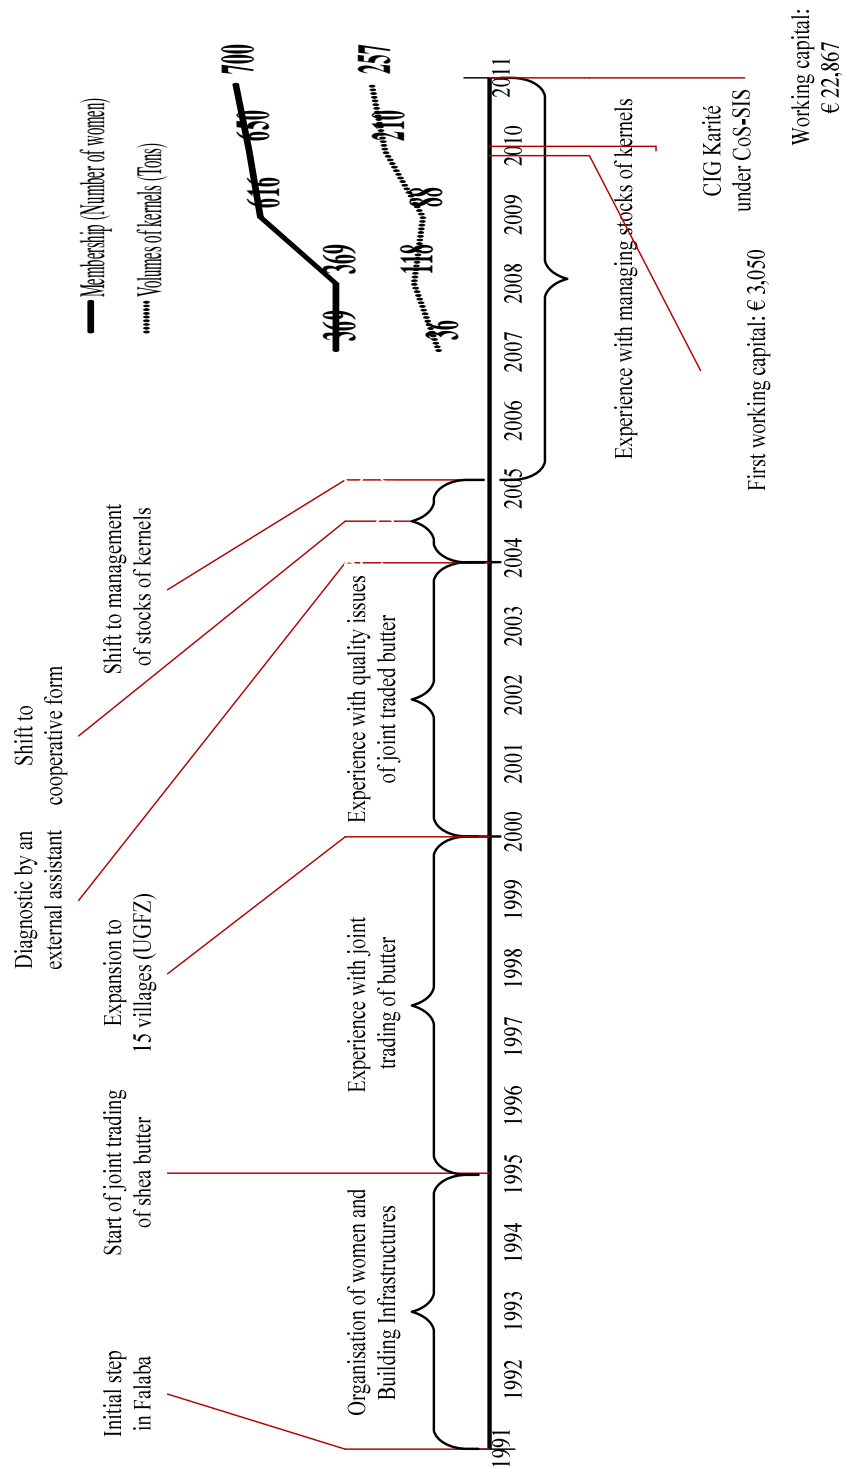 Membership (Number of women)
Volumes of kernels (Tons)
369
369
616
650
700
36
118
88
210
257
Initial step
in Falaba
Start of joint trading
of shea butter
Expansion to
15 villages (UGFZ)
Diagnostic by an
external assistant
Shift to
cooperative form
Shift to management
of stocks of kernels
Organisation of women and
Building Infrastructures
Experience with joint
trading of butter
Experience with quality issues
of joint traded butter
1991
1992
1993
1994
1995
1996
1997
1998
1999
2000
2001
2002
2003
2004
2005
2006
2007
2008
2009
2010
2011
Experience with managing stocks of kernels
First working capital: € 3,050
CIG Karité
under CoS-SIS
Working capital:
€ 22,867